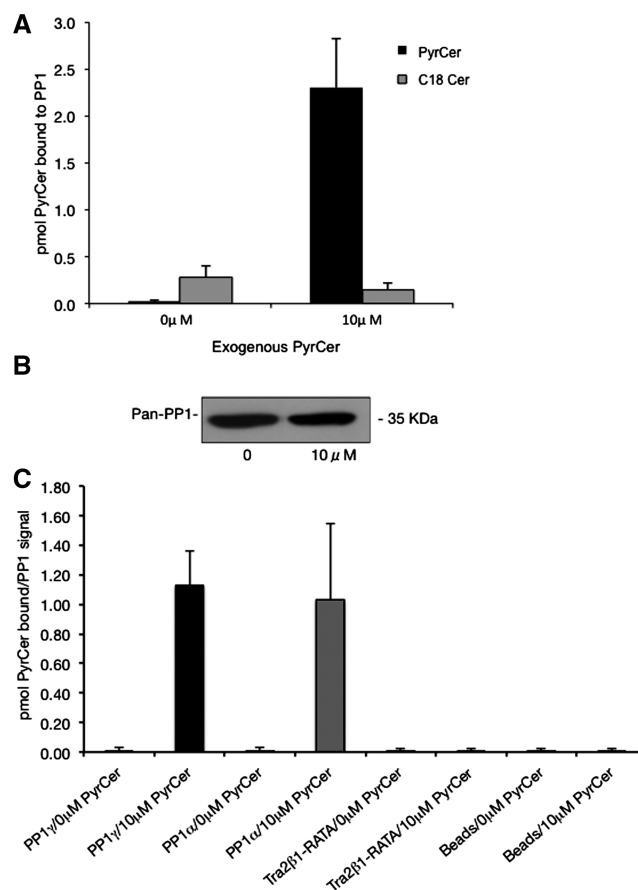 A
3.0
2.5
2.0
1.5
1.0
0.5
0.0
pmol PyrCer bound to PP1
PyrCer
C18 Cer
0μ M
10μ M
Exogenous PyrCer
B
Pan-PP1-
- 35 KDa
0
10 μ M
C
1.80
1.60
1.40
1.20
1.00
0.80
0.60
0.40
0.20
0.00
pmol PyrCer bound/PP1 signal
PP1γ/0μM PyrCer
PP1γ/10μM PyrCer
PP1α/0μM PyrCer
PP1α/10μM PyrCer
Tra2β1-RATA/0μM PyrCer
Tra2β1-RATA/10μM PyrCer
Beads/0μM PyrCer
Beads/10μM PyrCer